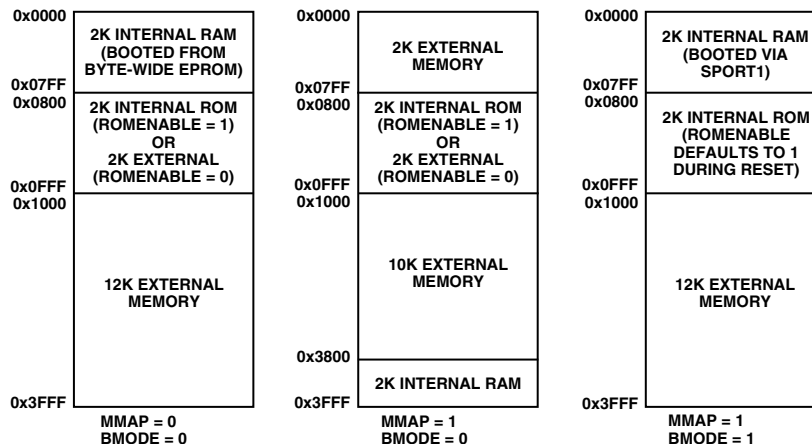 0x0000
2K INTERNAL RAM
(BOOTED FROM
BYTE-WIDE EPROM)
0x07FF
0x0800
2K INTERNAL ROM
(ROMENABLE = 1)
OR
2K EXTERNAL
(ROMENABLE = 0)
0x0FFF
0x1000
12K EXTERNAL
MEMORY
0x3FFF
MMAP = 0
BMODE = 0
0x0000
2K EXTERNAL
MEMORY
0x07FF
0x0800
2K INTERNAL ROM
(ROMENABLE = 1)
OR
2K EXTERNAL
(ROMENABLE = 0)
0x0FFF
0x1000
10K EXTERNAL
MEMORY
0x3800
2K INTERNAL RAM
0x3FFF
MMAP = 1
BMODE = 0
0x0000
2K INTERNAL RAM
(BOOTED VIA
SPORT1)
0x07FF
0x0800
2K INTERNAL ROM
(ROMENABLE
DEFAULTS TO 1
DURING RESET)
0x0FFF
0x1000
12K EXTERNAL
MEMORY
0x3FFF
MMAP = 1
BMODE = 1